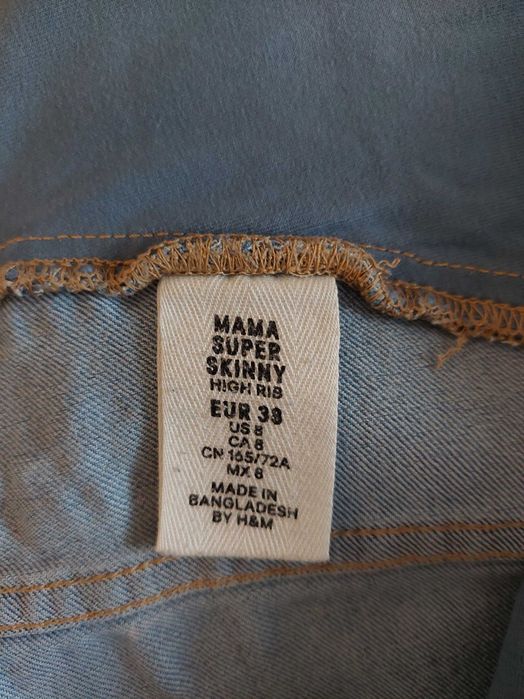 MAMA
SUPER
SKINNY
HIGH RIB
EUR 38
US 8
CA 8
CN 165/72A
MX 8
MADE IN
BANGLADESH
BY H&M